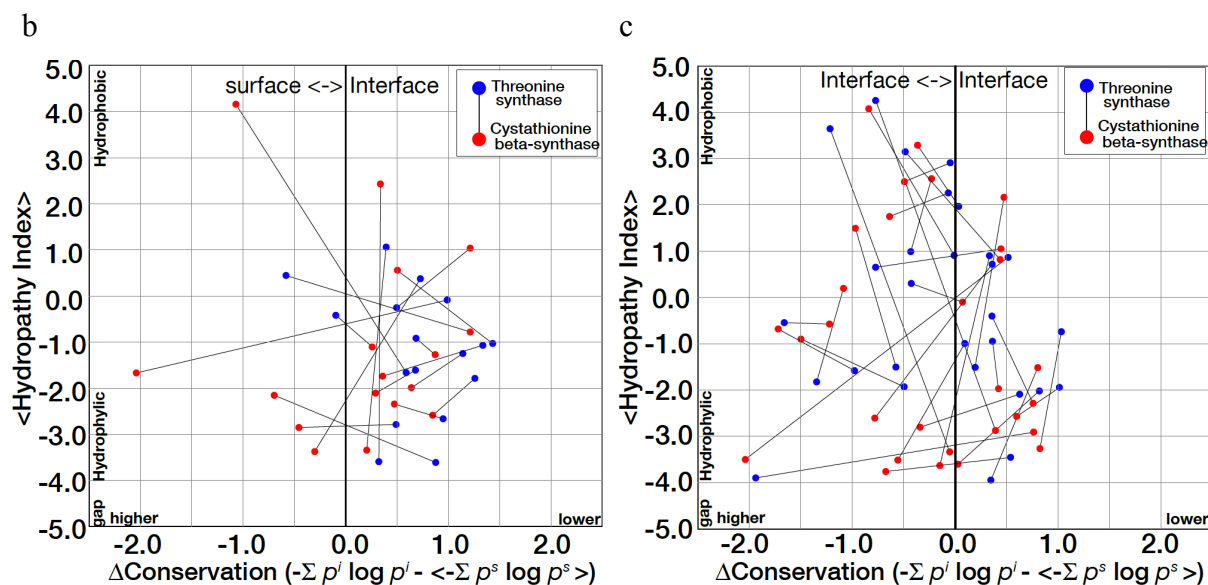 b
5.0
4.0
3.0
2.0
1.0
0.0
-1.0
-2.0
-3.0
-4.0
-5.0
<Hydropathy Index>
Hydrophobic
Hydrophylic
gap
surface <-> Interface
Threonine
synthase
Cystathionine
beta-synthase
higher
lower
-2.0 -1.0 0.0 1.0 2.0
ΔConservation (-Σ pⁱ log pⁱ - <-Σ pˢ log pˢ >)
c
5.0
4.0
3.0
2.0
1.0
0.0
-1.0
-2.0
-3.0
-4.0
-5.0
<Hydropathy Index>
Hydrophobic
Hydrophylic
gap
Interface <-> Interface
Threonine
synthase
Cystathionine
beta-synthase
higher
lower
-2.0 -1.0 0.0 1.0 2.0
ΔConservation (-Σ pⁱ log pⁱ - <-Σ pˢ log pˢ >)